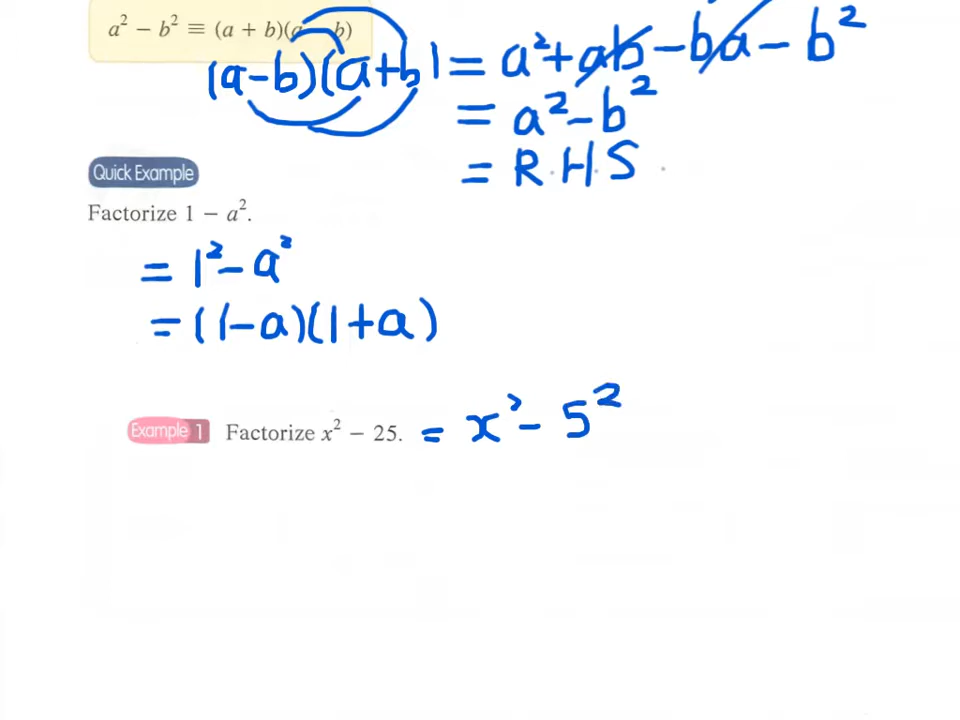 a² − b² ≡ (a + b)(a − b)
(a-b)(a+b) = a²+ab-ba-b²
= a²-b²
= R.H.S
Quick Example
Factorize 1 − a².
= 1²-a²
= (1-a)(1+a)
Example 1 Factorize x² − 25. = x²- 5²